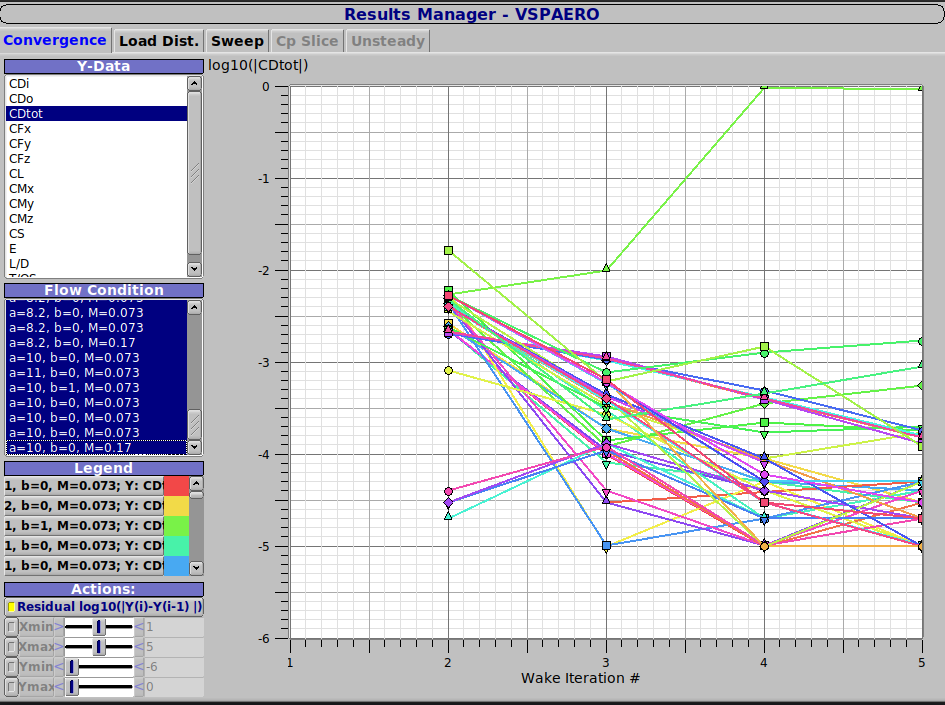 Results Manager - VSPAERO
Convergence Load Dist. Sweep Cp Slice Unsteady
Y-Data
CDi
CDo
CDtot
CFx
CFy
CFz
CL
CMx
CMy
CMz
CS
E
L/D
Flow Condition
a=8.2, b=0, M=0.073
a=8.2, b=0, M=0.073
a=8.2, b=0, M=0.073
a=8.2, b=0, M=0.17
a=10, b=0, M=0.073
a=11, b=0, M=0.073
a=10, b=1, M=0.073
a=10, b=0, M=0.073
a=10, b=0, M=0.073
a=10, b=0, M=0.073
a=10, b=0, M=0.17
Legend
1, b=0, M=0.073; Y: CD
2, b=0, M=0.073; Y: CD
1, b=1, M=0.073; Y: CD
1, b=0, M=0.073; Y: CD
1, b=0, M=0.073; Y: CD
Actions:
Residual log10(|Y(i)-Y(i-1) |)
Xmin > < 1
Xmax > < 5
Ymin < < -6
Ymax < < 0
log10(|CDtot|)
0
-1
-2
-3
-4
-5
-6
1 2 3 4 5
Wake Iteration #